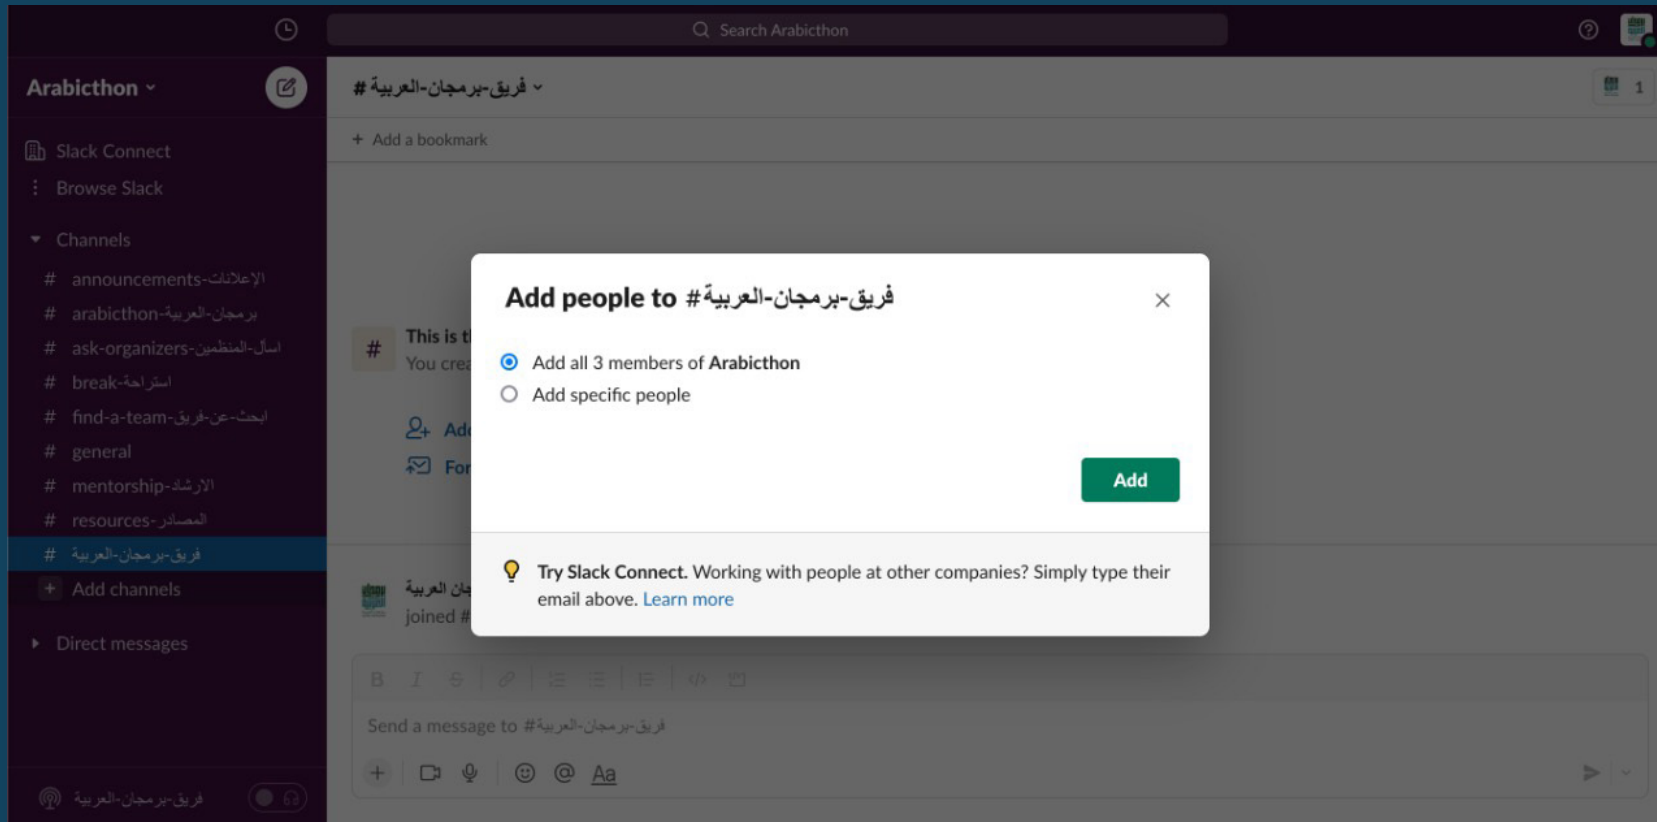 Search Arabicthon
Arabicthon
# فريق-برمجان-العربية
1
+ Add a bookmark
Slack Connect
Browse Slack
Channels
# announcements-الإعلانات
# arabicthon-برمجان-العربية
# ask-organizers-اسأل-المنظمين
# break-استراحة
# find-a-team-ابحث-عن-فريق
# general
# mentorship-الارشاد
# resources-المصادر
# فريق-برمجان-العربية
+ Add channels
Direct messages
فريق-برمجان-العربية
#
This is
You
Add people to #فريق-برمجان-العربية
Add all 3 members of Arabicthon
Add specific people
Add
Try Slack Connect. Working with people at other companies? Simply type their
email above. Learn more
العربية
joined #
B I S
Send a message to #فريق-برمجان-العربية
+ @ Aa